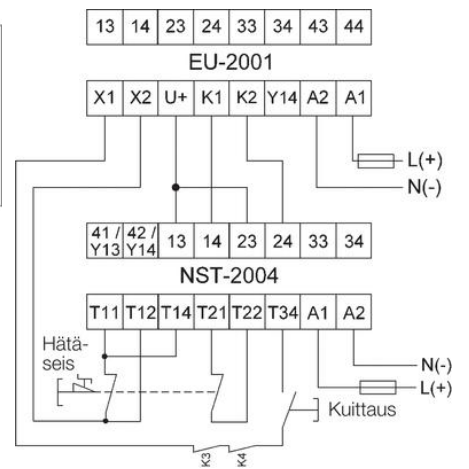 13 14 23 24 33 34 43 44
EU-2001
X1 X2 U+ K1 K2 Y14 A2 A1
L(+)
N(-)
41 / Y13 42 / Y14 13 14 23 24 33 34
NST-2004
T11 T12 T14 T21 T22 T34 A1 A2
Hätä-
seis
N(-)
L(+)
Kuittaus
K3 K4